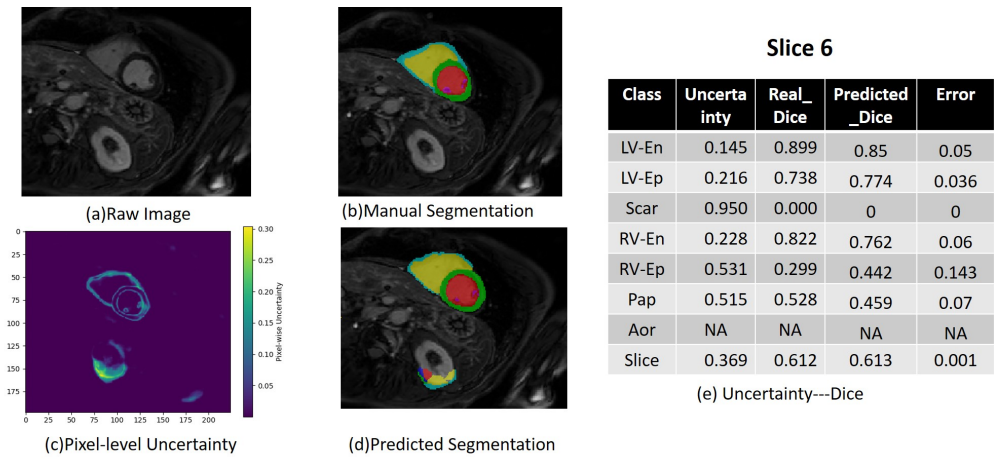 (a)Raw Image
(b)Manual Segmentation
0
25
50
75
100
125
150
175
0 25 50 75 100 125 150 175 200
0.30
0.25
0.20
0.15
0.10
0.05
Pixel-wise Uncertainty
(c)Pixel-level Uncertainty
(d)Predicted Segmentation
Slice 6
Class Uncerta Real_ Predicted Error
inty Dice _Dice
LV-En 0.145 0.899 0.85 0.05
LV-Ep 0.216 0.738 0.774 0.036
Scar 0.950 0.000 0 0
RV-En 0.228 0.822 0.762 0.06
RV-Ep 0.531 0.299 0.442 0.143
Pap 0.515 0.528 0.459 0.07
Aor NA NA NA NA
Slice 0.369 0.612 0.613 0.001
(e) Uncertainty---Dice